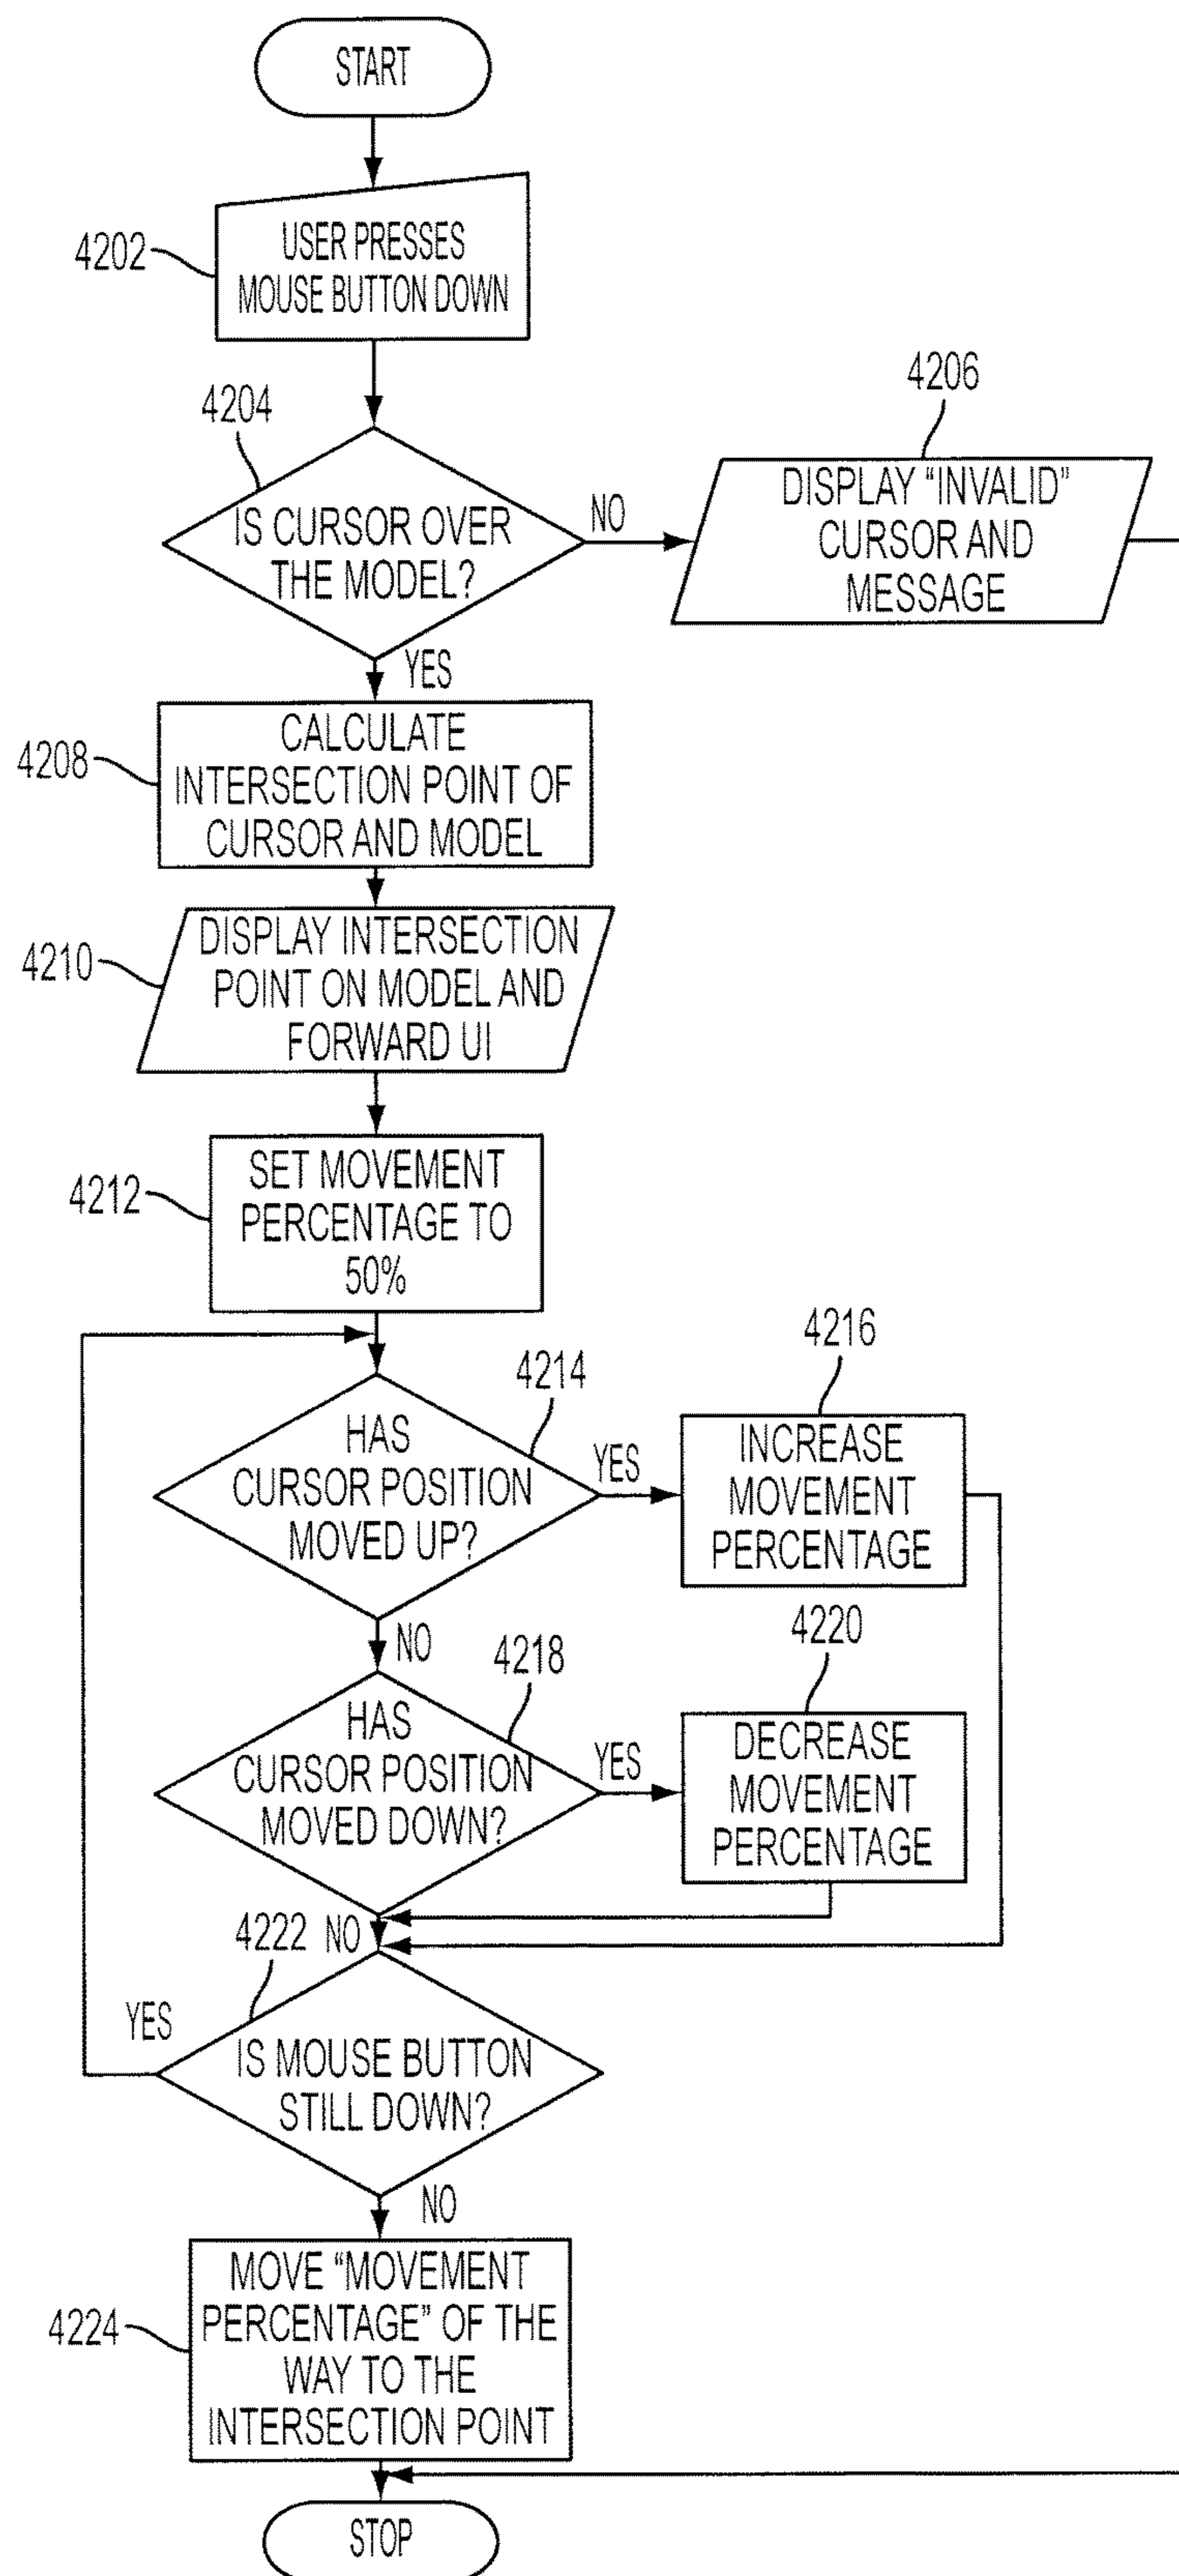 START
4202
USER PRESSES
MOUSE BUTTON DOWN
4204
IS CURSOR OVER
THE MODEL?
NO
4206
DISPLAY “INVALID”
CURSOR AND
MESSAGE
YES
4208
CALCULATE
INTERSECTION POINT OF
CURSOR AND MODEL
4210
DISPLAY INTERSECTION
POINT ON MODEL AND
FORWARD UI
4212
SET MOVEMENT
PERCENTAGE TO
50%
4214
HAS
CURSOR POSITION
MOVED UP?
YES
4216
INCREASE
MOVEMENT
PERCENTAGE
NO
4218
HAS
CURSOR POSITION
MOVED DOWN?
YES
4220
DECREASE
MOVEMENT
PERCENTAGE
NO
4222
YES
IS MOUSE BUTTON
STILL DOWN?
NO
4224
MOVE “MOVEMENT
PERCENTAGE” OF THE
WAY TO THE
INTERSECTION POINT
STOP